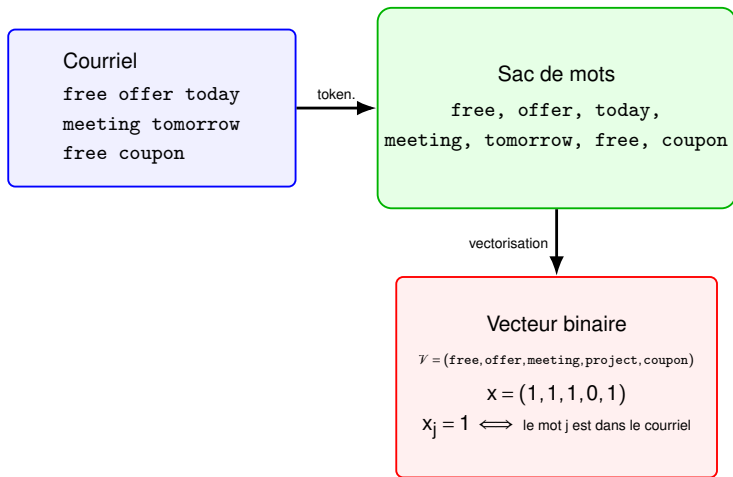 Courriel
free offer today
meeting tomorrow
free coupon
token.
Sac de mots
free, offer, today,
meeting, tomorrow, free, coupon
vectorisation
Vecteur binaire
𝒱 = (free,offer,meeting,project,coupon)
x = (1, 1, 1, 0, 1)
x_j = 1 ⟺ le mot j est dans le courriel